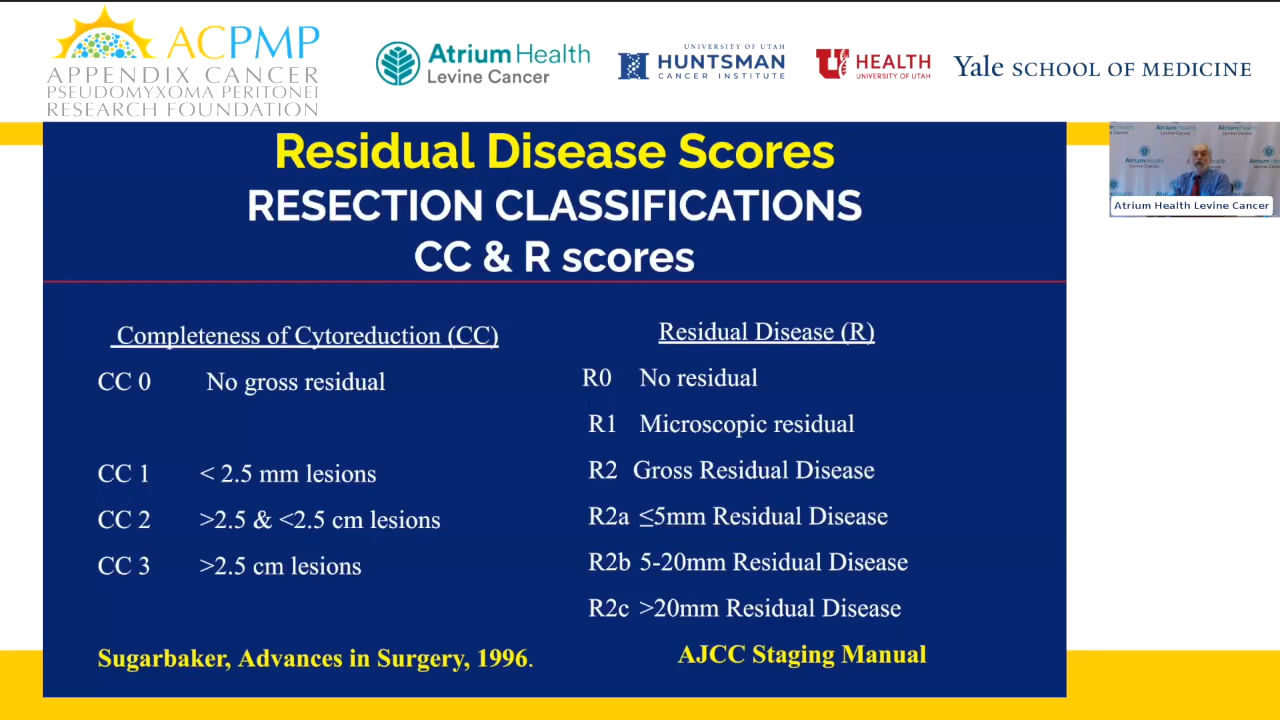 ACPMP
APPENDIX CANCER
PSEUDOMYXOMA PERITONEI
RESEARCH FOUNDATION
Atrium Health
Levine Cancer
UNIVERSITY OF UTAH
HUNTSMAN
CANCER INSTITUTE
U HEALTH
UNIVERSITY OF UTAH
Yale SCHOOL OF MEDICINE
Residual Disease Scores
RESECTION CLASSIFICATIONS
CC & R scores
Completeness of Cytoreduction (CC)
CC 0 No gross residual
CC 1 < 2.5 mm lesions
CC 2 >2.5 & <2.5 cm lesions
CC 3 >2.5 cm lesions
Sugarbaker, Advances in Surgery, 1996.
Residual Disease (R)
R0 No residual
R1 Microscopic residual
R2 Gross Residual Disease
R2a ≤5mm Residual Disease
R2b 5-20mm Residual Disease
R2c >20mm Residual Disease
AJCC Staging Manual
AtriumHealth
Levine Cancer
Atrium Health Levine Cancer